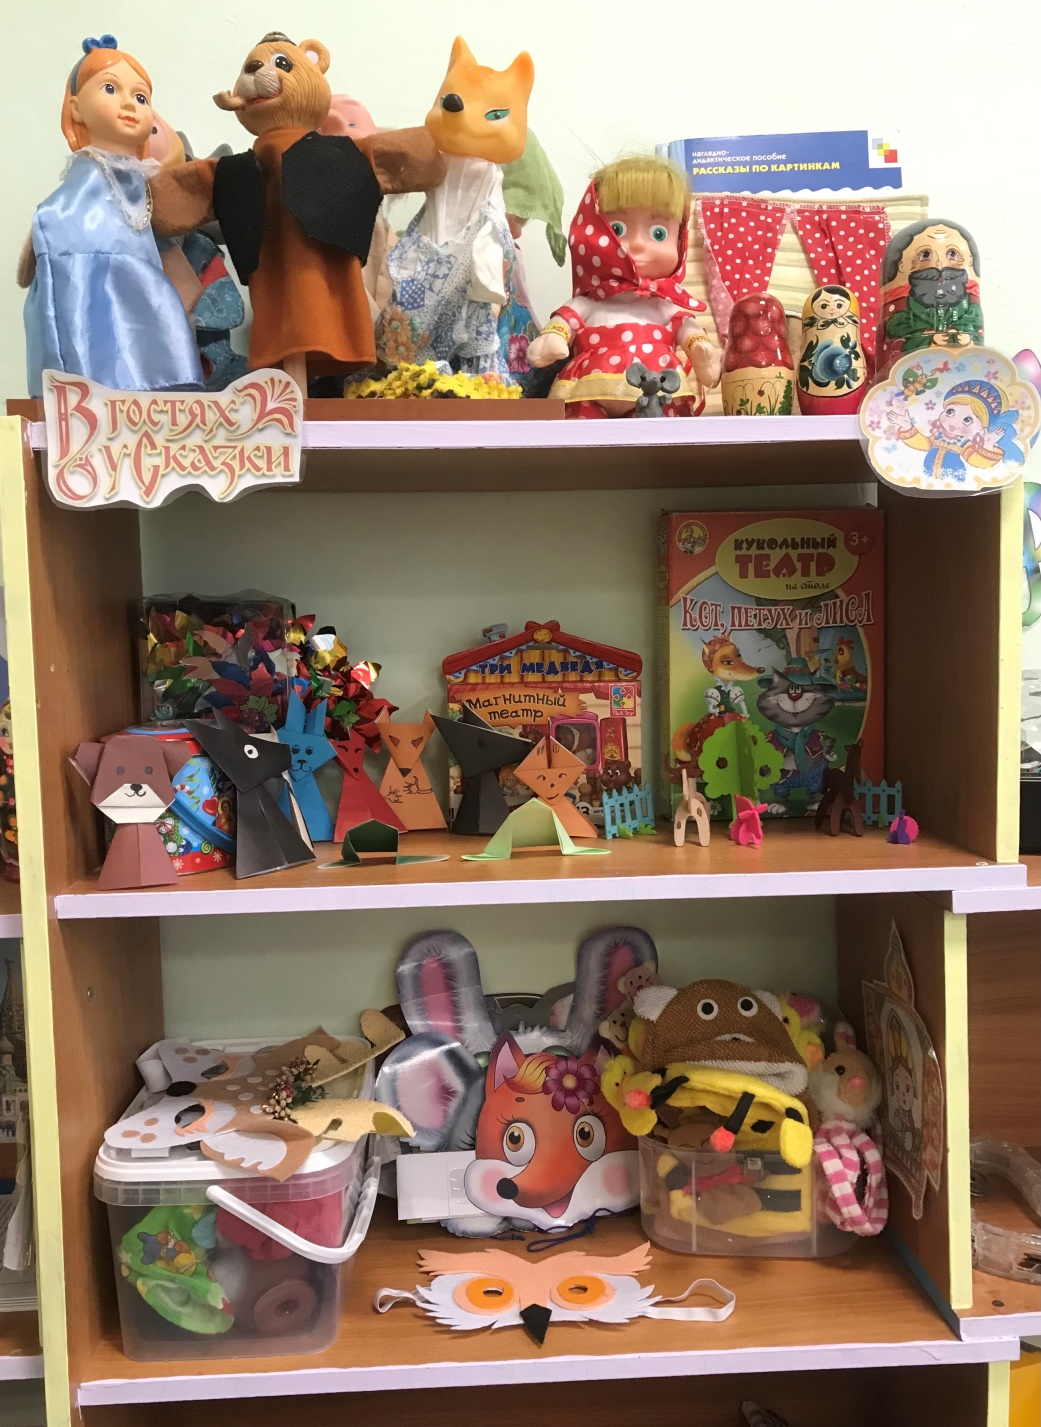 наглядно-
дидактическое пособие
РАССКАЗЫ ПО КАРТИНКАМ
В ГОСТЯХ
У СКАЗКИ
КУКОЛЬНЫЙ
ТЕАТР
на столе
3+
КОТ, ПЕТУХ и ЛИСА
ТРИ МЕДВЕДЯ
Магнитный
театр